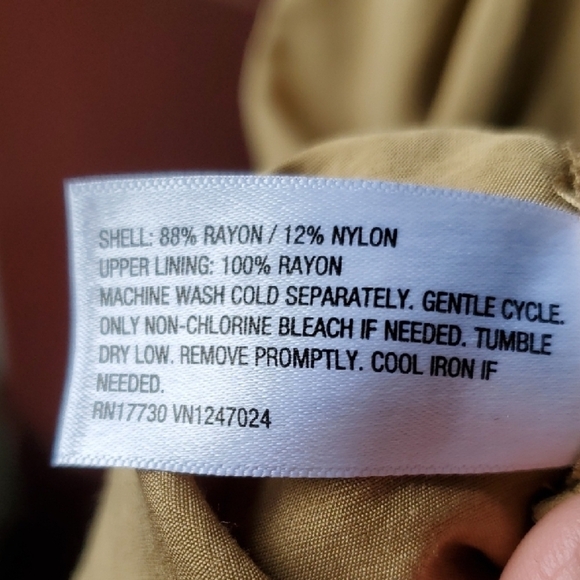 SHELL: 88% RAYON / 12% NYLON
UPPER LINING: 100% RAYON
MACHINE WASH COLD SEPARATELY. GENTLE CYCLE.
ONLY NON-CHLORINE BLEACH IF NEEDED. TUMBLE
DRY LOW. REMOVE PROMPTLY. COOL IRON IF
NEEDED.
RN17730 VN1247024